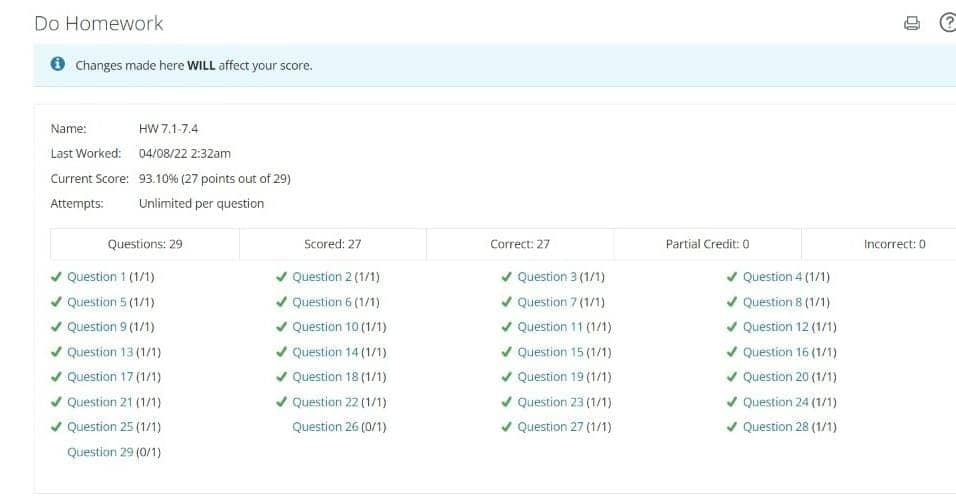 Do Homework
Changes made here WILL affect your score.
Name: HW 7.1-7.4
Last Worked: 04/08/22 2:32am
Current Score: 93.10% (27 points out of 29)
Attempts: Unlimited per question
Questions: 29 Scored: 27 Correct: 27 Partial Credit: 0 Incorrect: 0
Question 1 (1/1) Question 2 (1/1) Question 3 (1/1) Question 4 (1/1)
Question 5 (1/1) Question 6 (1/1) Question 7 (1/1) Question 8 (1/1)
Question 9 (1/1) Question 10 (1/1) Question 11 (1/1) Question 12 (1/1)
Question 13 (1/1) Question 14 (1/1) Question 15 (1/1) Question 16 (1/1)
Question 17 (1/1) Question 18 (1/1) Question 19 (1/1) Question 20 (1/1)
Question 21 (1/1) Question 22 (1/1) Question 23 (1/1) Question 24 (1/1)
Question 25 (1/1) Question 26 (0/1) Question 27 (1/1) Question 28 (1/1)
Question 29 (0/1)